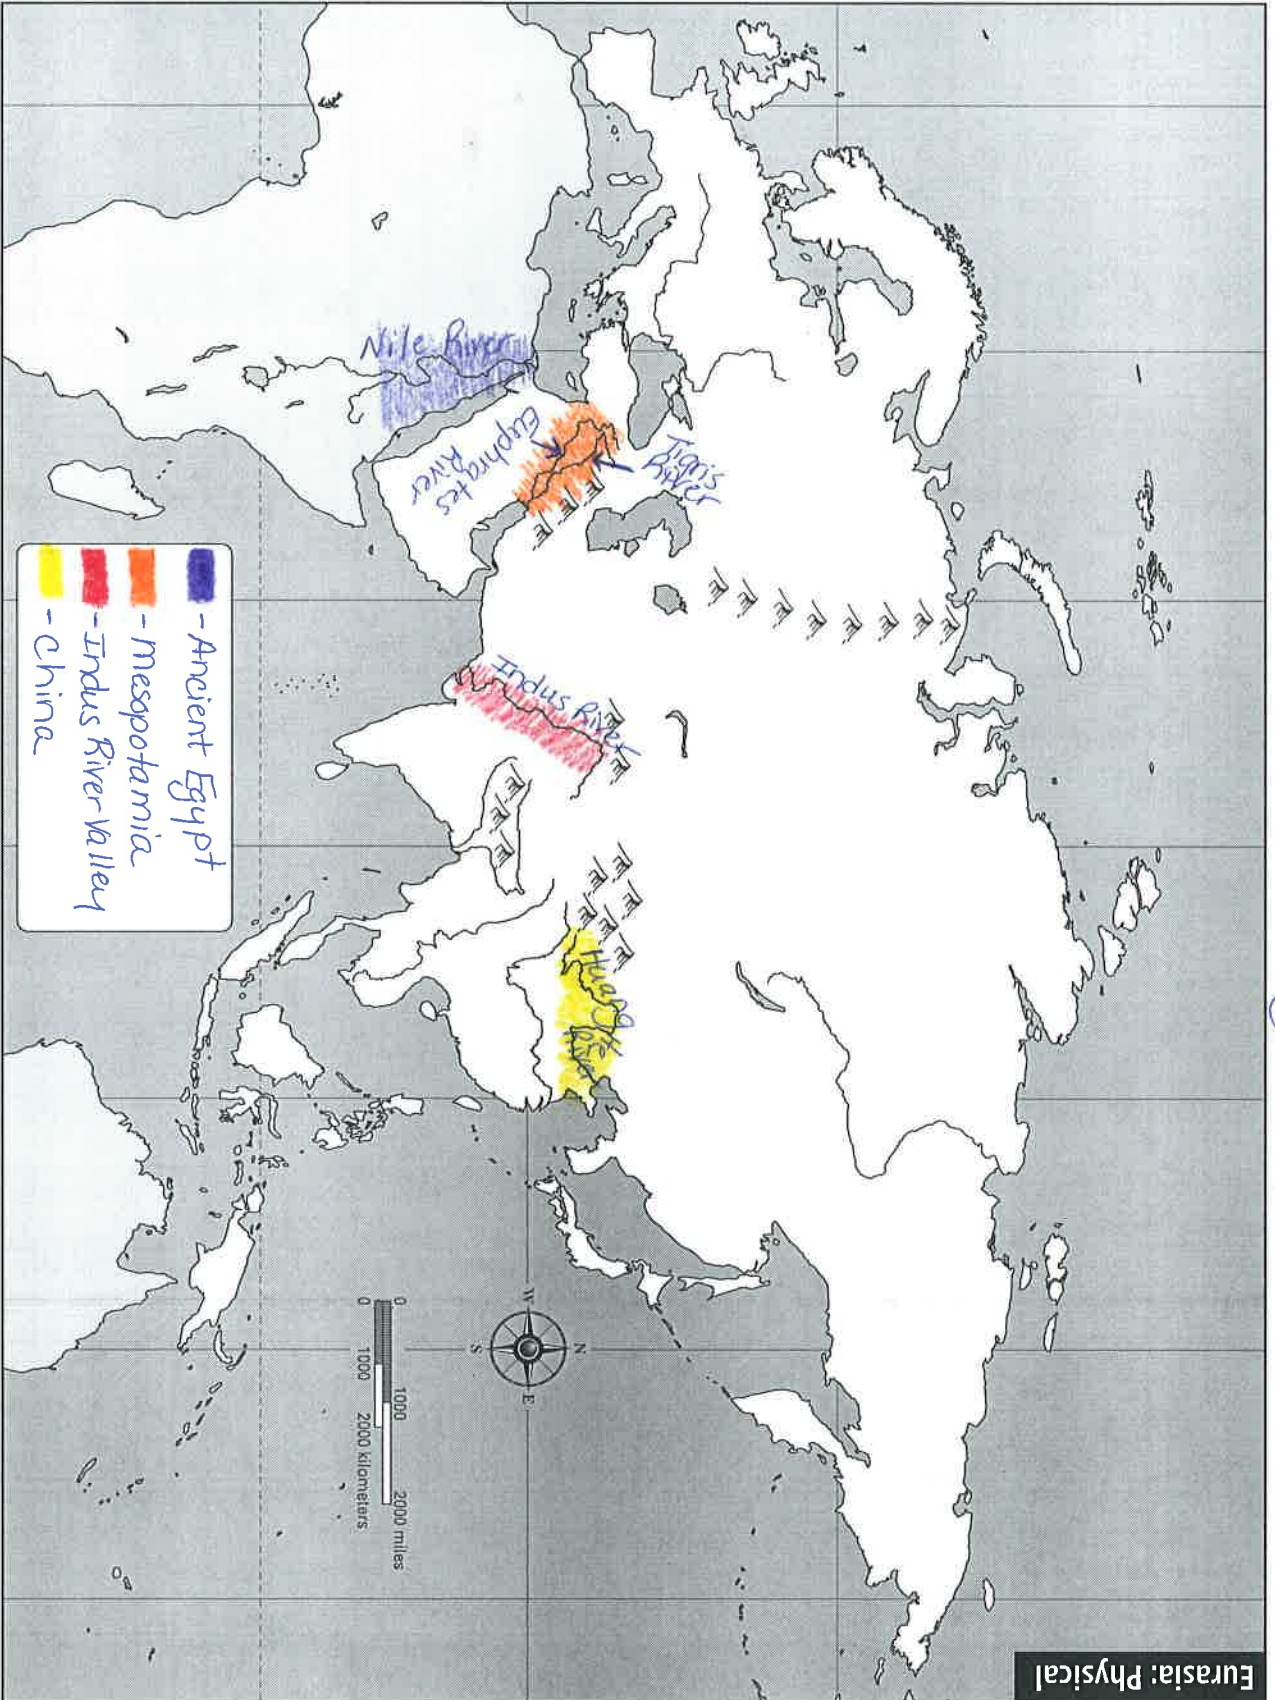 Eurasia: Physical
Nile River
Euphrates
River
Tigris
River
Indus River
Huang He
River
- Ancient Egypt
- Mesopotamia
- Indus River Valley
- China
N
W
E
S
0 1000 2000 miles
0 1000 2000 kilometers